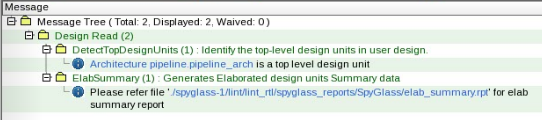 Message
Message Tree ( Total: 2, Displayed: 2, Waived: 0 )
Design Read (2)
DetectTopDesignUnits (1) : Identify the top-level design units in user design.
Architecture pipeline.pipeline_arch is a top level design unit
ElabSummary (1) : Generates Elaborated design units Summary data
Please refer file './spyglass-1/lint/lint_rtl/spyglass_reports/SpyGlass/elab_summary.rpt' for elab
summary report